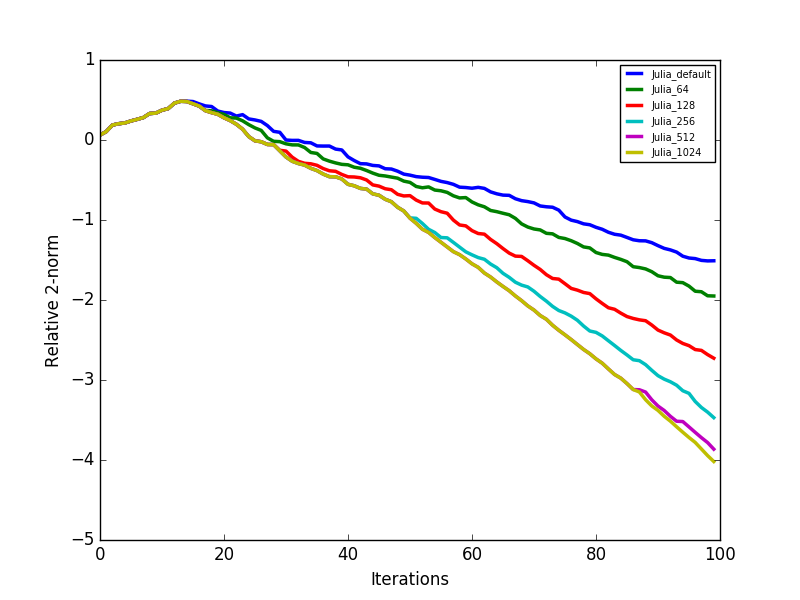 1
0
−1
−2
−3
−4
−5
Relative 2-norm
Julia_default
Julia_64
Julia_128
Julia_256
Julia_512
Julia_1024
0 20 40 60 80 100
Iterations